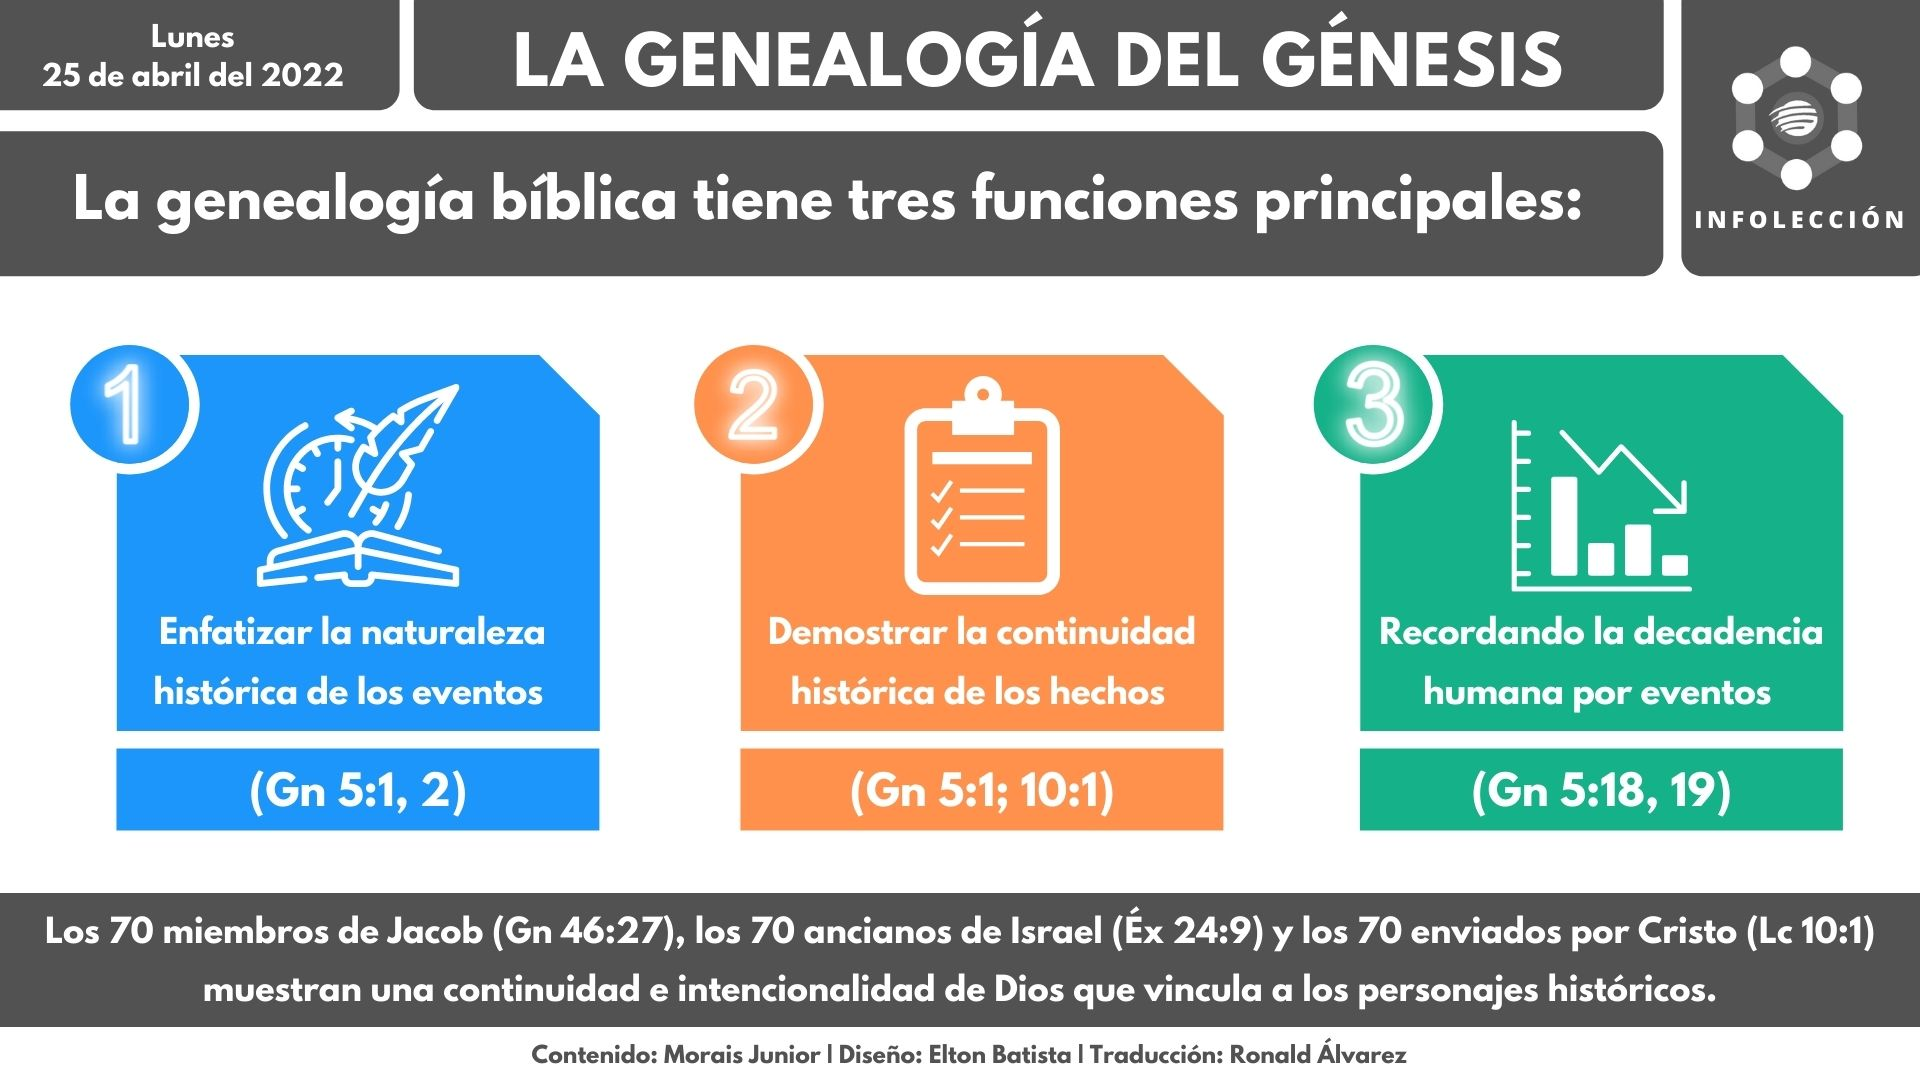 Lunes
25 de abril del 2022
LA GENEALOGÍA DEL GÉNESIS
INFOLECCIÓN
La genealogía bíblica tiene tres funciones principales:
1
Enfatizar la naturaleza
histórica de los eventos
(Gn 5:1, 2)
2
Demostrar la continuidad
histórica de los hechos
(Gn 5:1; 10:1)
3
Recordando la decadencia
humana por eventos
(Gn 5:18, 19)
Los 70 miembros de Jacob (Gn 46:27), los 70 ancianos de Israel (Éx 24:9) y los 70 enviados por Cristo (Lc 10:1)
muestran una continuidad e intencionalidad de Dios que vincula a los personajes históricos.
Contenido: Morais Junior | Diseño: Elton Batista | Traducción: Ronald Álvarez